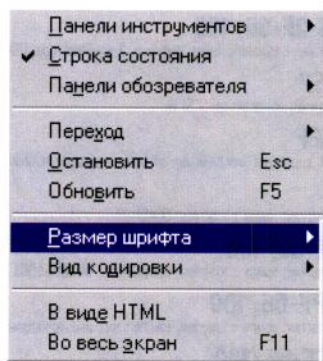 Панели инструментов
Строка состояния
Панели обозревателя
Переход
Остановить Esc
Обновить F5
Размер шрифта
Вид кодировки
В виде HTML
Во весь экран F11